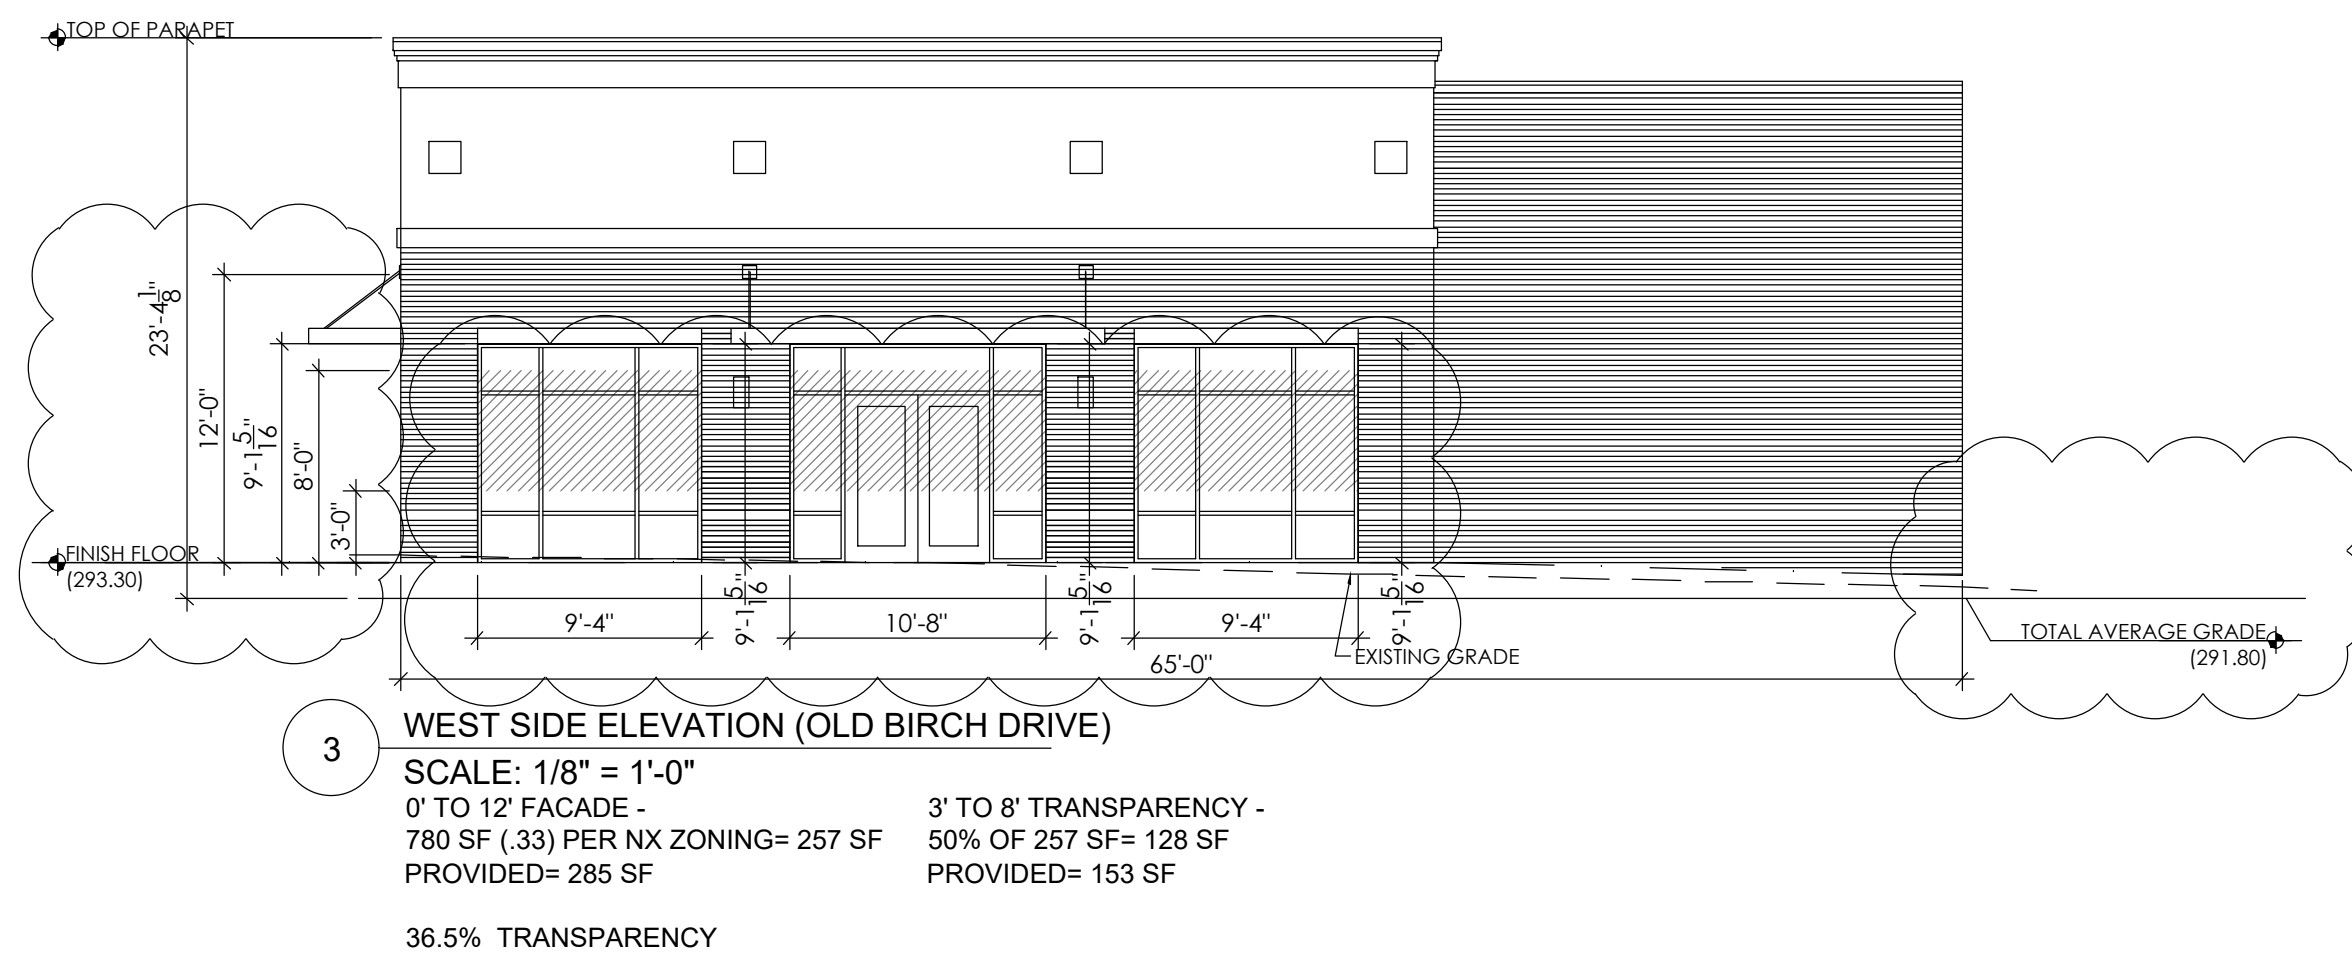 TOP OF PARAPET
23'-4 1/8"
12'-0"
9'-1 5/16"
8'-0"
3'-0"
FINISH FLOOR
(293.30)
9'-4"
9'-1 5/16"
10'-8"
9'-1 5/16"
9'-4"
9'-1 5/16"
EXISTING GRADE
65'-0"
TOTAL AVERAGE GRADE
(291.80)
3
WEST SIDE ELEVATION (OLD BIRCH DRIVE)
SCALE: 1/8" = 1'-0"
0' TO 12' FACADE -
780 SF (.33) PER NX ZONING= 257 SF
PROVIDED= 285 SF
36.5% TRANSPARENCY
3' TO 8' TRANSPARENCY -
50% OF 257 SF= 128 SF
PROVIDED= 153 SF